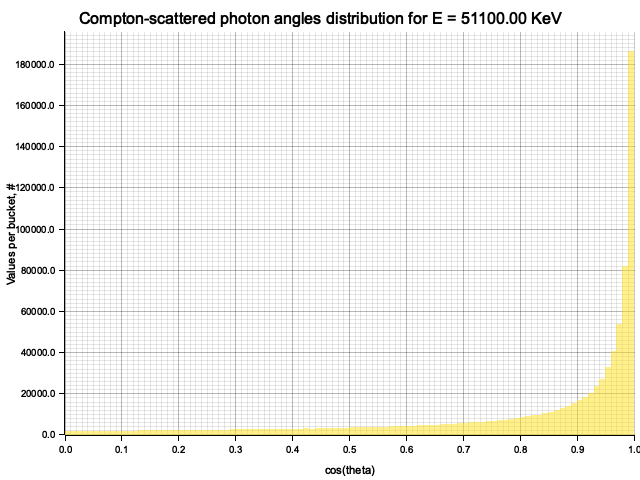 Compton-scattered photon angles distribution for E = 51100.00 KeV
Values per bucket, #
180000.0
160000.0
140000.0
120000.0
100000.0
80000.0
60000.0
40000.0
20000.0
0.0
0.0 0.1 0.2 0.3 0.4 0.5 0.6 0.7 0.8 0.9 1.0
cos(theta)